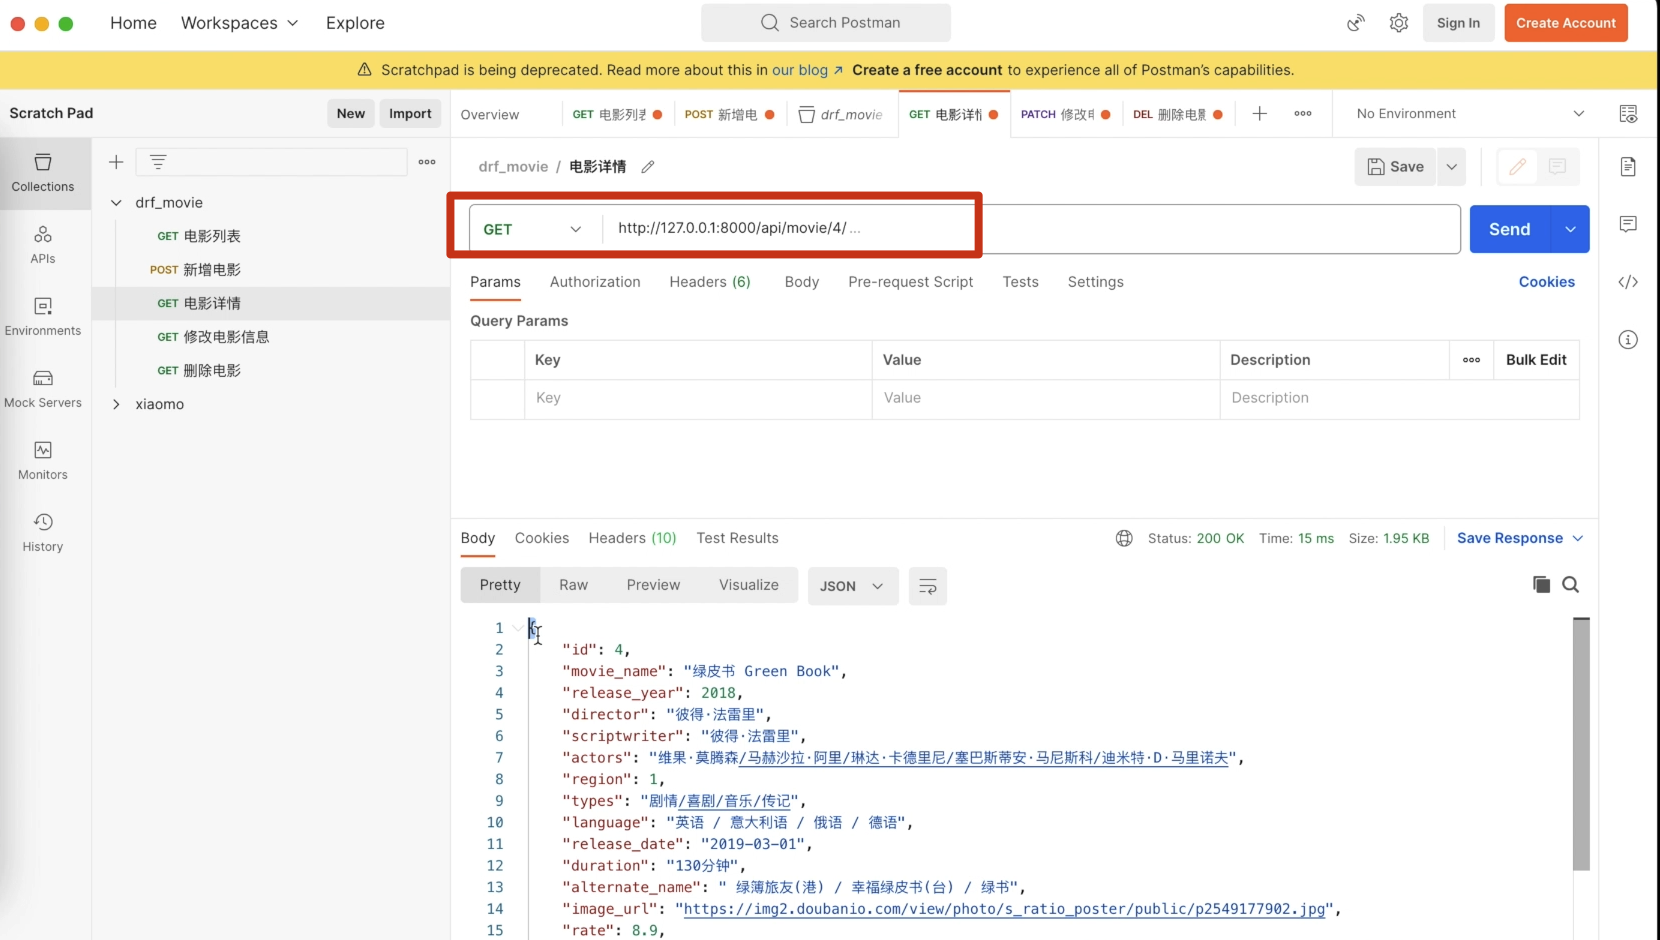 Home Workspaces Explore Search Postman Sign In Create Account
Scratchpad is being deprecated. Read more about this in our blog ↗ Create a free account to experience all of Postman's capabilities.
Scratch Pad New Import Overview GET 电影列表 POST 新增电 drf_movie GET 电影详情 PATCH 修改 DEL 删除电影 No Environment
drf_movie / 电影详情 Save
Collections
drf_movie
GET 电影列表
POST 新增电影
GET 电影详情
GET 修改电影信息
GET 删除电影
xiaomo
APIs
Environments
Mock Servers
Monitors
History
GET http://127.0.0.1:8000/api/movie/4/ ... Send
Params Authorization Headers (6) Body Pre-request Script Tests Settings Cookies
Query Params
Key Value Description Bulk Edit
Key Value Description
Body Cookies Headers (10) Test Results Status: 200 OK Time: 15 ms Size: 1.95 KB Save Response
Pretty Raw Preview Visualize JSON
1 {
2 "id": 4,
3 "movie_name": "绿皮书 Green Book",
4 "release_year": 2018,
5 "director": "彼得·法雷里",
6 "scriptwriter": "彼得·法雷里",
7 "actors": "维果·莫腾森/马赫沙拉·阿里/琳达·卡德里尼/塞巴斯蒂安·马尼斯科/迪米特·D·马里诺夫",
8 "region": 1,
9 "types": "剧情/喜剧/音乐/传记",
10 "language": "英语 / 意大利语 / 俄语 / 德语",
11 "release_date": "2019-03-01",
12 "duration": "130分钟",
13 "alternate_name": " 绿簿旅友(港) / 幸福绿皮书(台) / 绿书",
14 "image_url": "https://img2.doubanio.com/view/photo/s_ratio_poster/public/p2549177902.jpg",
15 "rate": 8.9,